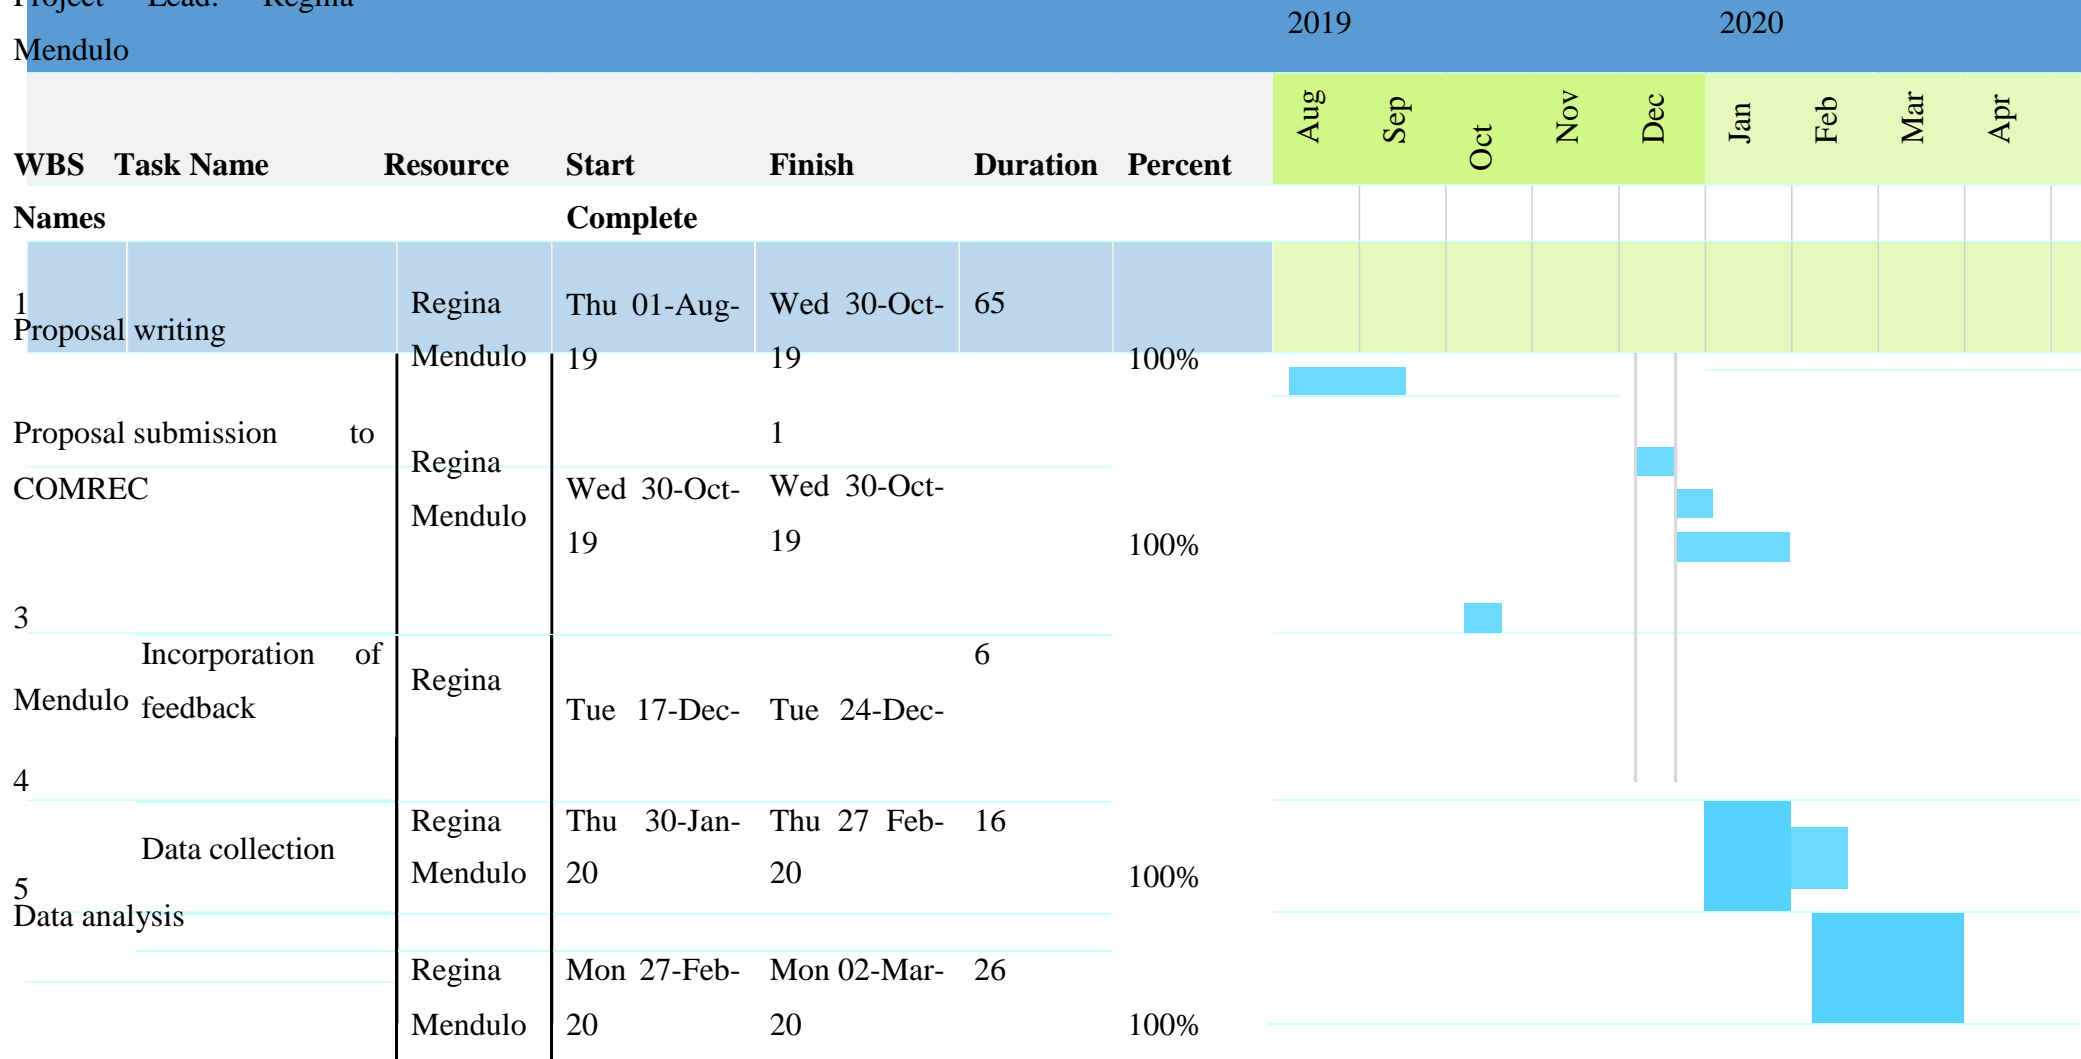 Project Lead: Regina
Mendulo
2019 2020
Aug Sep Oct Nov Dec Jan Feb Mar Apr
WBS Task Name Resource Start Finish Duration Percent
Names Complete
1 Regina Thu 01-Aug- Wed 30-Oct- 65
Proposal writing
Mendulo 19 19 100%
Proposal submission to 1
Regina
COMREC Wed 30-Oct- Wed 30-Oct-
Mendulo
19 19 100%
3
Incorporation of 6
Regina
Mendulo feedback Tue 17-Dec- Tue 24-Dec-
4
Regina Thu 30-Jan- Thu 27 Feb- 16
Data collection
Mendulo 20 20 100%
5
Data analysis
Regina Mon 27-Feb- Mon 02-Mar- 26
Mendulo 20 20 100%